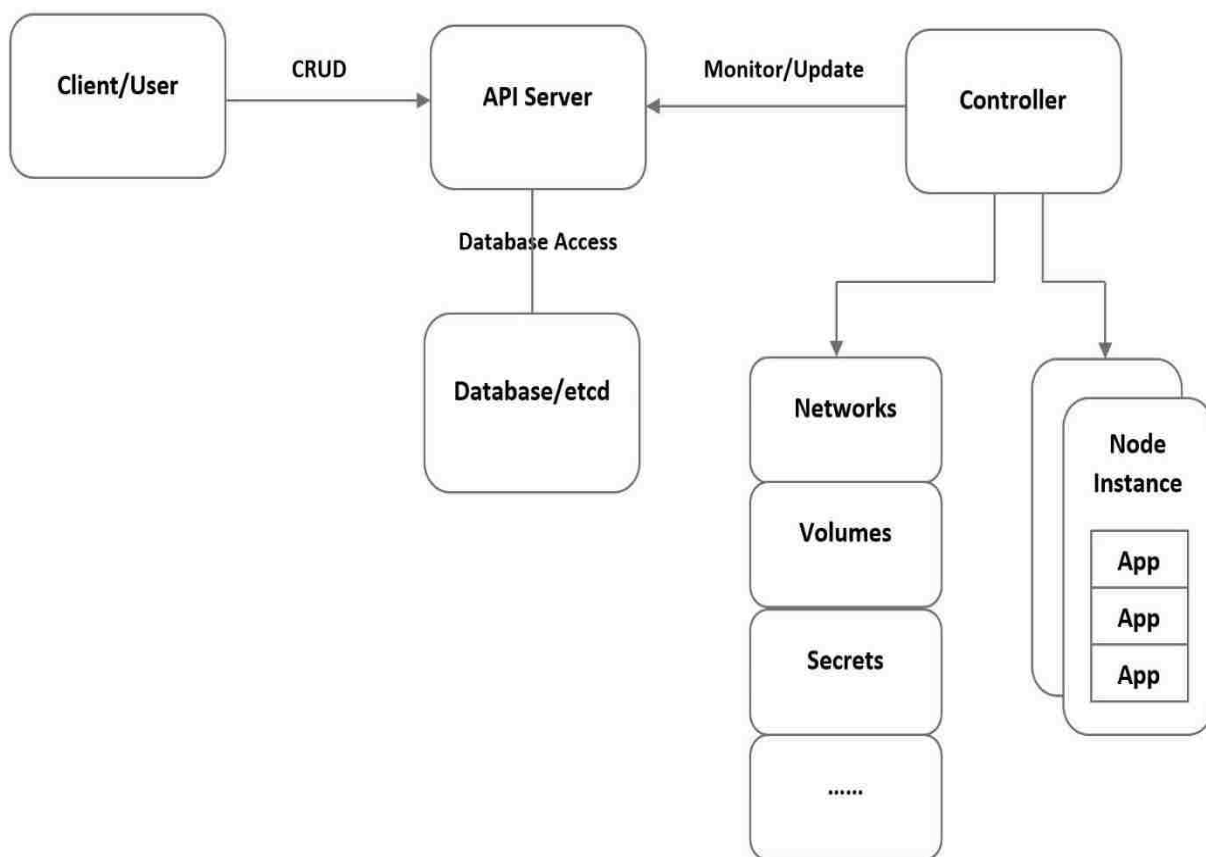 Client/User
CRUD
API Server
Monitor/Update
Controller
Database Access
Database/etcd
Networks
Volumes
Secrets
......
Node
Instance
App
App
App